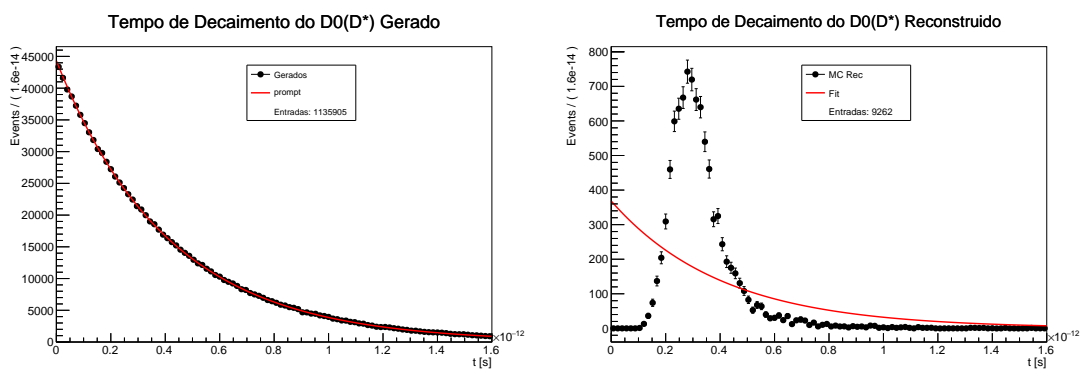 Tempo de Decaimento do D0(D*) Gerado
Events / ( 1.6e-14 )
45000
40000
35000
30000
25000
20000
15000
10000
5000
0
Gerados
prompt
Entradas: 1135905
0 0.2 0.4 0.6 0.8 1 1.2 1.4 1.6
×10⁻¹²
t [s]
Tempo de Decaimento do D0(D*) Reconstruido
Events / ( 1.6e-14 )
800
700
600
500
400
300
200
100
0
MC Rec
Fit
Entradas: 9262
0 0.2 0.4 0.6 0.8 1 1.2 1.4 1.6
×10⁻¹²
t [s]